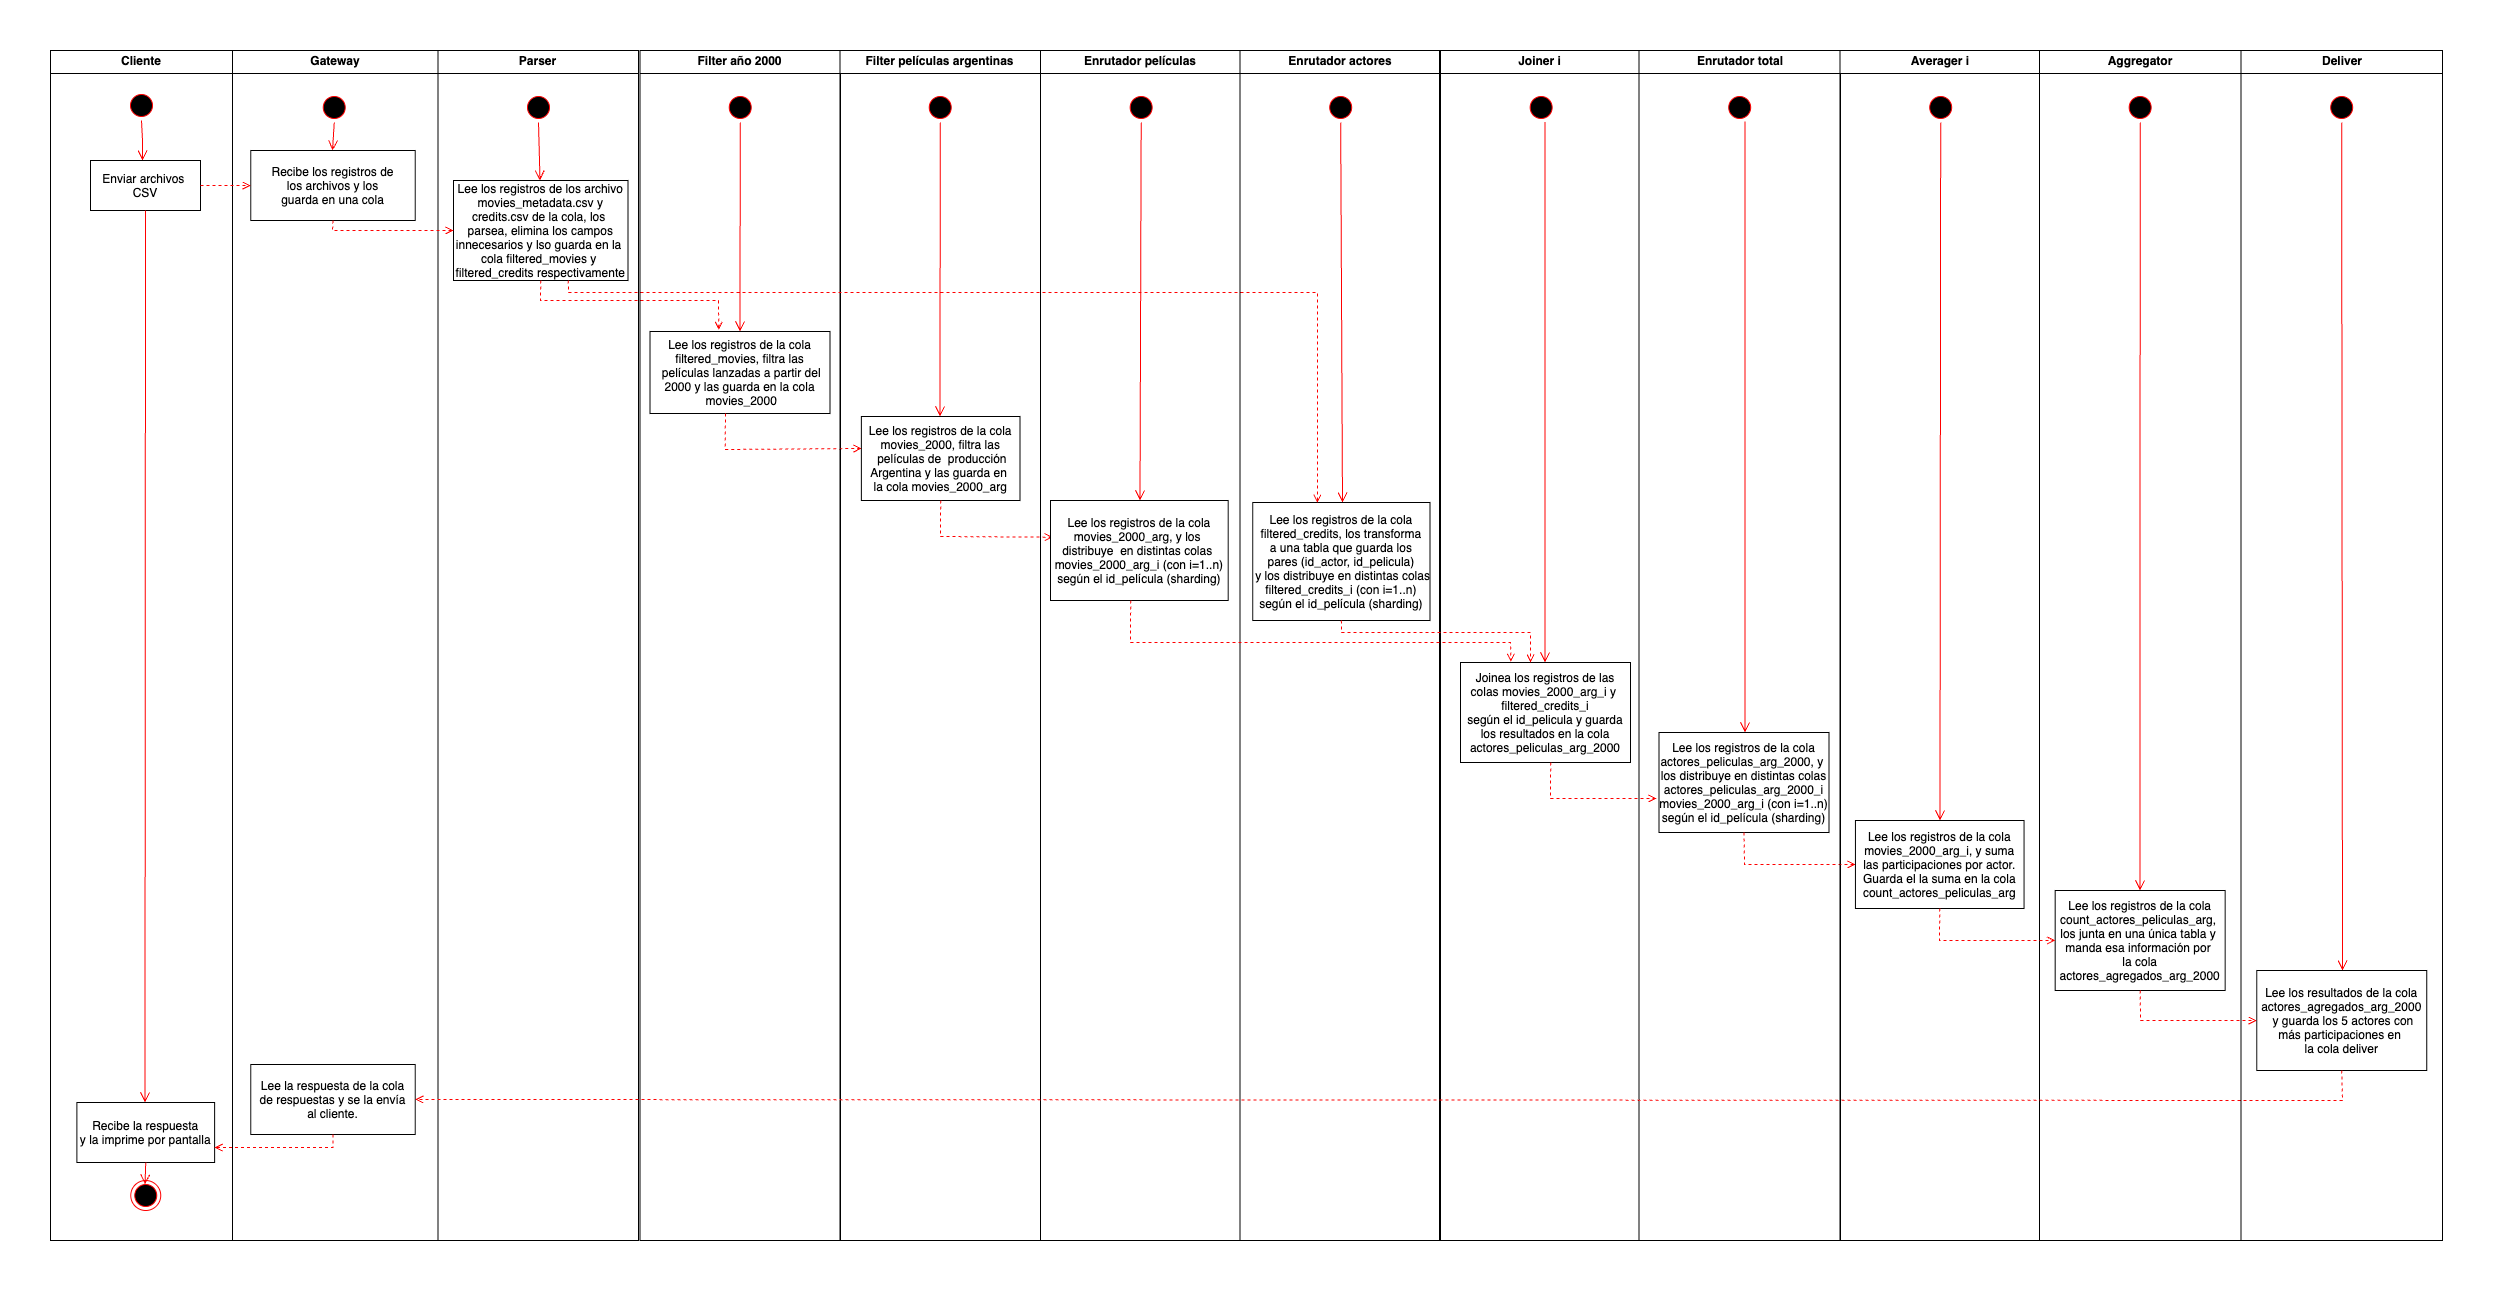 Cliente
Gateway
Parser
Filter año 2000
Filter películas argentinas
Enrutador películas
Enrutador actores
Joiner i
Enrutador total
Averager i
Aggregator
Deliver
Enviar archivos
CSV
Recibe los registros de
los archivos y los
guarda en una cola
Lee los registros de los archivo
movies_metadata.csv y
credits.csv de la cola, los
parsea, elimina los campos
innecesarios y lso guarda en la
cola filtered_movies y
filtered_credits respectivamente
Lee los registros de la cola
filtered_movies, filtra las
películas lanzadas a partir del
2000 y las guarda en la cola
movies_2000
Lee los registros de la cola
movies_2000, filtra las
películas de  producción
Argentina y las guarda en
la cola movies_2000_arg
Lee los registros de la cola
movies_2000_arg, y los
distribuye  en distintas colas
movies_2000_arg_i (con i=1..n)
según el id_película (sharding)
Lee los registros de la cola
filtered_credits, los transforma
a una tabla que guarda los
pares (id_actor, id_pelicula)
y los distribuye en distintas colas
filtered_credits_i (con i=1..n)
según el id_película (sharding)
Joinea los registros de las
colas movies_2000_arg_i y
filtered_credits_i
según el id_pelicula y guarda
los resultados en la cola
actores_peliculas_arg_2000
Lee los registros de la cola
actores_peliculas_arg_2000, y
los distribuye en distintas colas
actores_peliculas_arg_2000_i
movies_2000_arg_i (con i=1..n)
según el id_película (sharding)
Lee los registros de la cola
movies_2000_arg_i, y suma
las participaciones por actor.
Guarda el la suma en la cola
count_actores_peliculas_arg
Lee los registros de la cola
count_actores_peliculas_arg,
los junta en una única tabla y
manda esa información por
la cola
actores_agregados_arg_2000
Lee los resultados de la cola
actores_agregados_arg_2000
y guarda los 5 actores con
más participaciones en
la cola deliver
Lee la respuesta de la cola
de respuestas y se la envía
al cliente.
Recibe la respuesta
y la imprime por pantalla